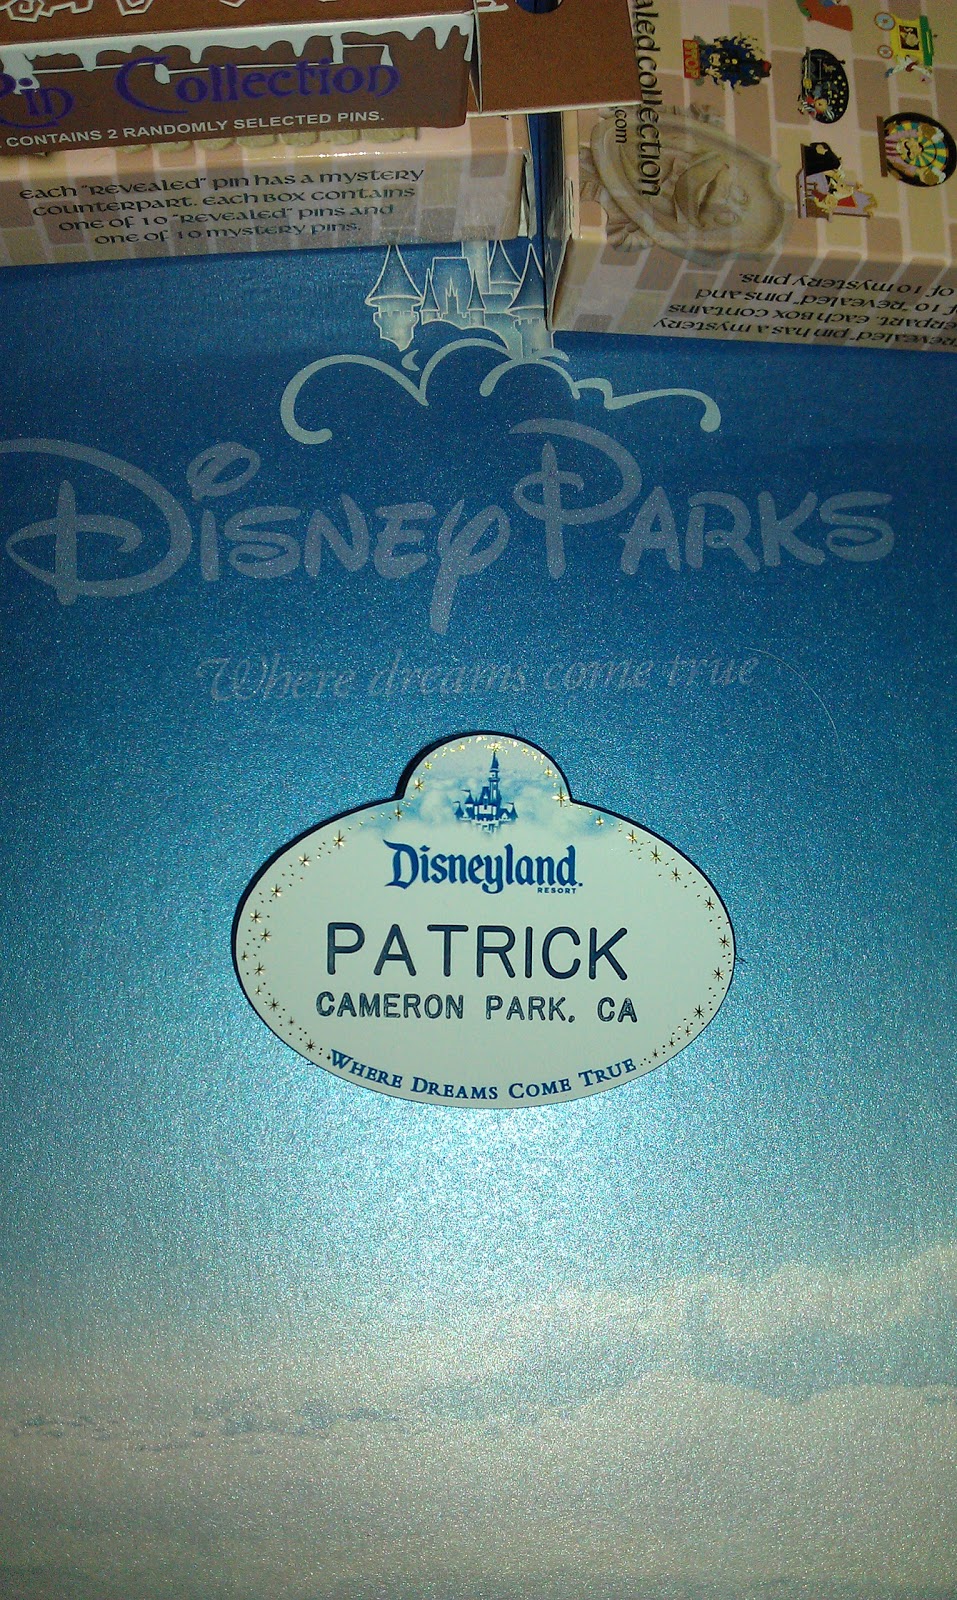 Pin Collection
CONTAINS 2 RANDOMLY SELECTED PINS.
EACH "REVEALED" PIN HAS A MYSTERY
COUNTERPART. EACH BOX CONTAINS
ONE OF 10 "REVEALED" PINS AND
ONE OF 10 MYSTERY PINS.
collection
.com
STOP
"REVEALED" PIN HAS A MYSTERY
EACH BOX CONTAINS
OF 10 "REVEALED" PINS AND
OF 10 MYSTERY PINS.
DISNEY PARKS
Where dreams come true
Disneyland
RESORT
PATRICK
CAMERON PARK, CA
WHERE DREAMS COME TRUE